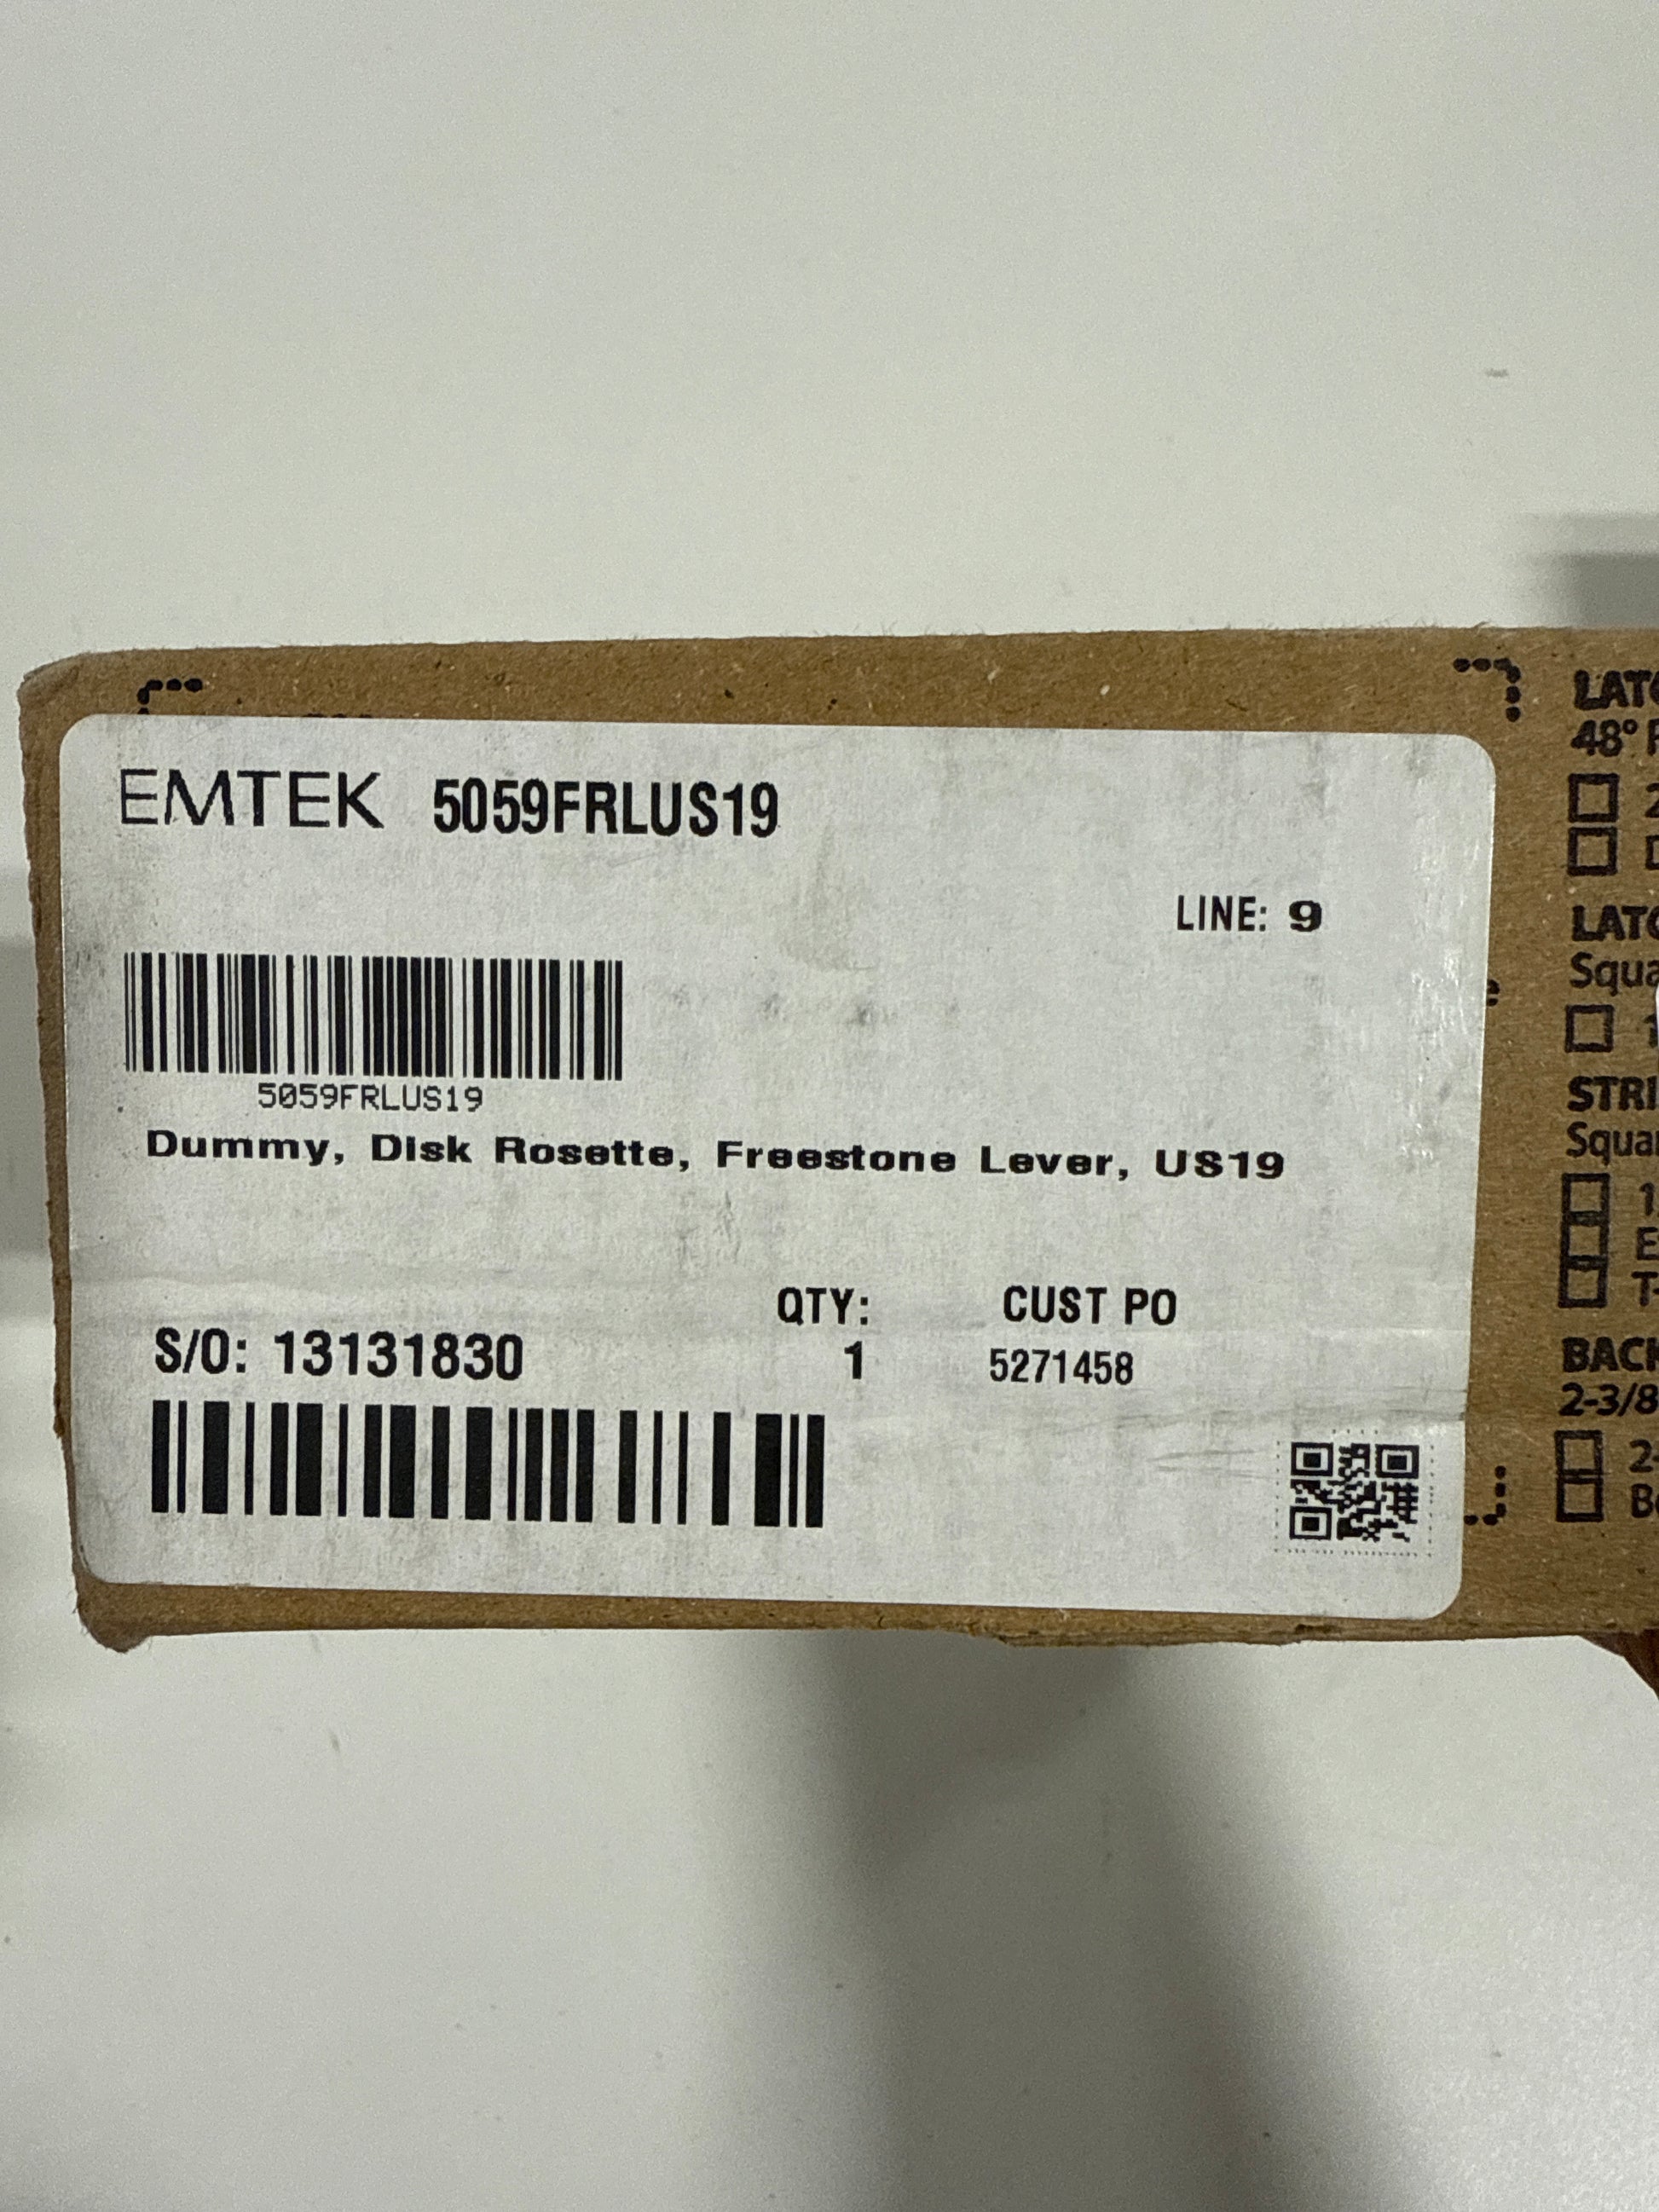 EMTEK 5059FRLUS19
LINE: 9
5059FRLUS19
Dummy, Disk Rosette, Freestone Lever, US19
QTY: CUST PO
S/O: 13131830 1 5271458
48°
Squa
2-3/8